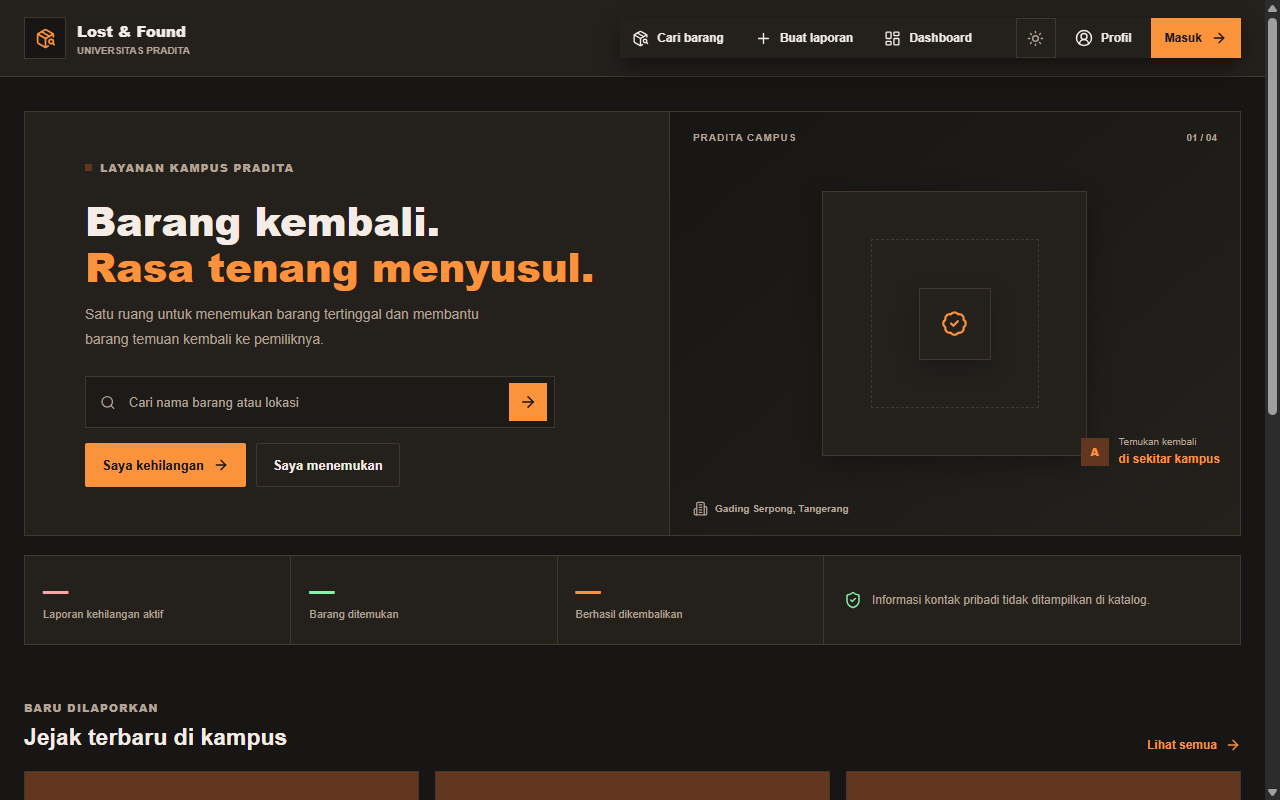 Lost & Found
UNIVERSITAS PRADITA
Cari barang
Buat laporan
Dashboard
Profil
Masuk
LAYANAN KAMPUS PRADITA
Barang kembali.
Rasa tenang menyusul.
Satu ruang untuk menemukan barang tertinggal dan membantu
barang temuan kembali ke pemiliknya.
Cari nama barang atau lokasi
Saya kehilangan
Saya menemukan
PRADITA CAMPUS
01 / 04
A
Temukan kembali
di sekitar kampus
Gading Serpong, Tangerang
Laporan kehilangan aktif
Barang ditemukan
Berhasil dikembalikan
Informasi kontak pribadi tidak ditampilkan di katalog.
BARU DILAPORKAN
Jejak terbaru di kampus
Lihat semua